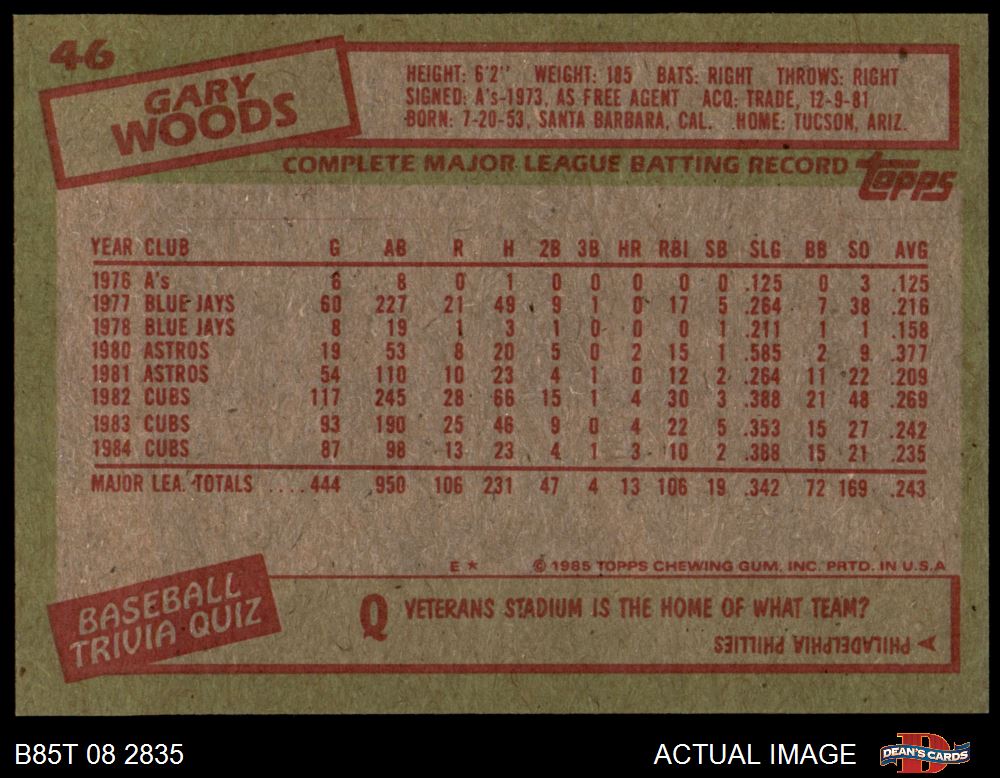 46
GARY
WOODS
HEIGHT: 6'2" WEIGHT: 185 BATS: RIGHT THROWS: RIGHT
SIGNED: A's-1973, AS FREE AGENT ACQ: TRADE, 12-9-81
BORN: 7-20-53, SANTA BARBARA, CAL. HOME: TUCSON, ARIZ.
COMPLETE MAJOR LEAGUE BATTING RECORD
TOPPS
YEAR CLUB G AB R H 2B 3B HR RBI SB SLG BB SO AVG
1976 A's 6 8 0 1 0 0 0 0 0 .125 0 3 .125
1977 BLUE JAYS 60 227 21 49 9 1 0 17 5 .264 7 38 .216
1978 BLUE JAYS 8 19 1 3 1 0 0 0 1 .211 1 1 .158
1980 ASTROS 19 53 8 20 5 0 2 15 1 .585 2 9 .377
1981 ASTROS 54 110 10 23 4 1 0 12 2 .264 11 22 .209
1982 CUBS 117 245 28 66 15 1 4 30 3 .388 21 48 .269
1983 CUBS 93 190 25 46 9 0 4 22 5 .353 15 27 .242
1984 CUBS 87 98 13 23 4 1 3 10 2 .388 15 21 .235
MAJOR LEA. TOTALS .... 444 950 106 231 47 4 13 106 19 .342 72 169 .243
E * © 1985 TOPPS CHEWING GUM, INC. PRTD. IN U.S.A
BASEBALL
TRIVIA QUIZ
Q VETERANS STADIUM IS THE HOME OF WHAT TEAM?
PHILADELPHIA PHILLIES
B85T 08 2835
ACTUAL IMAGE
DEAN'S CARDS